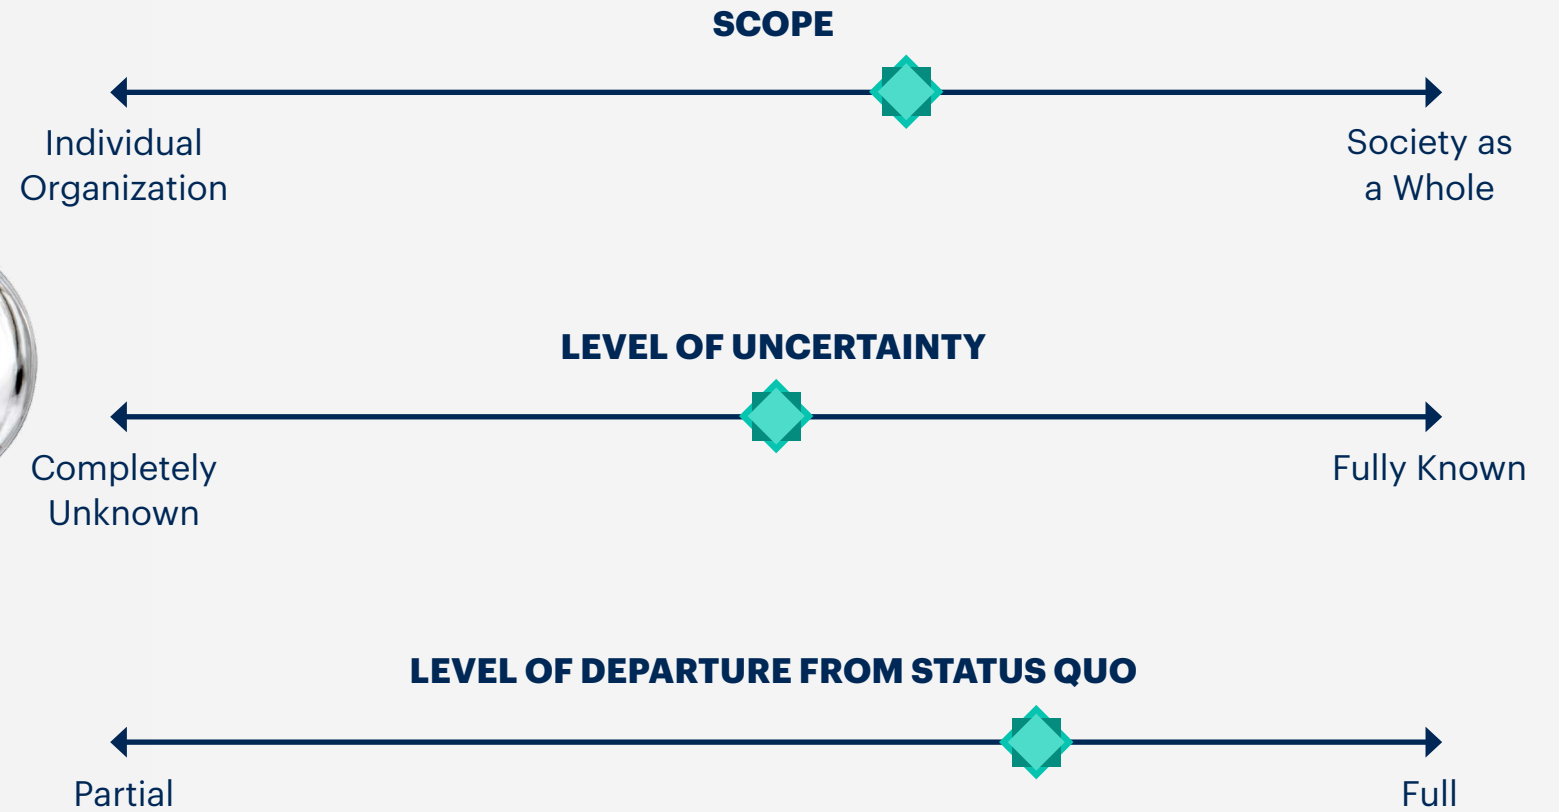 SCOPE
Individual
Organization
Society as
a Whole
LEVEL OF UNCERTAINTY
Completely
Unknown
Fully Known
LEVEL OF DEPARTURE FROM STATUS QUO
Partial
Full